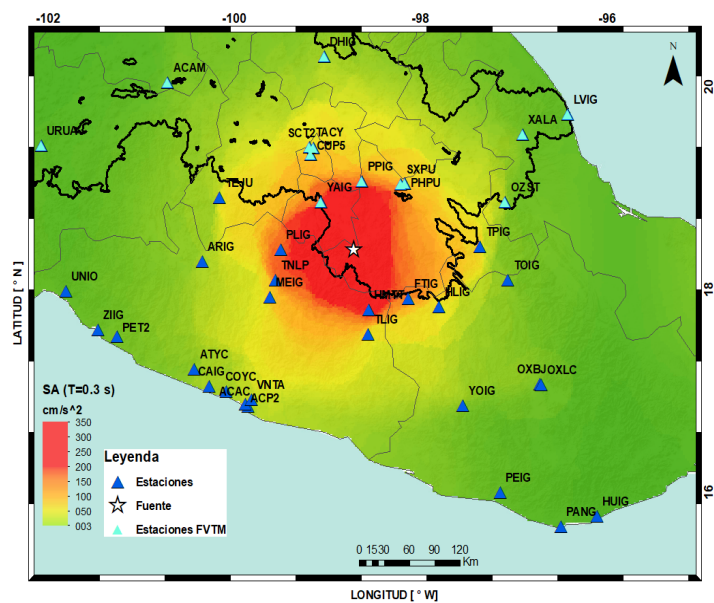 -102
-100
-98
-96
DHIG
N
ACAM
20
LVIG
SCT2
TACY
CUP5
XALA
URUA
PPIG
SXPU
PHPU
TEJU
YAIG
OZST
PLIG
TPIG
ARIG
TNLP
TOIG
UNIO
MEIG
FTIG
HLIG
18
ZIIG
PET2
TLIG
ATYC
CAIG
COYC
VNTA
ACAC
ACP2
OXBJ
OXLC
YOIG
SA (T=0.3 s)
cm/s^2
350
300
200
150
100
050
003
Leyenda
Estaciones
Fuente
Estaciones FVTM
PEIG
PANG
HUIG
16
0 15 30 60 90 120
Km
LATITUD [ ° N ]
LONGITUD [ ° W ]